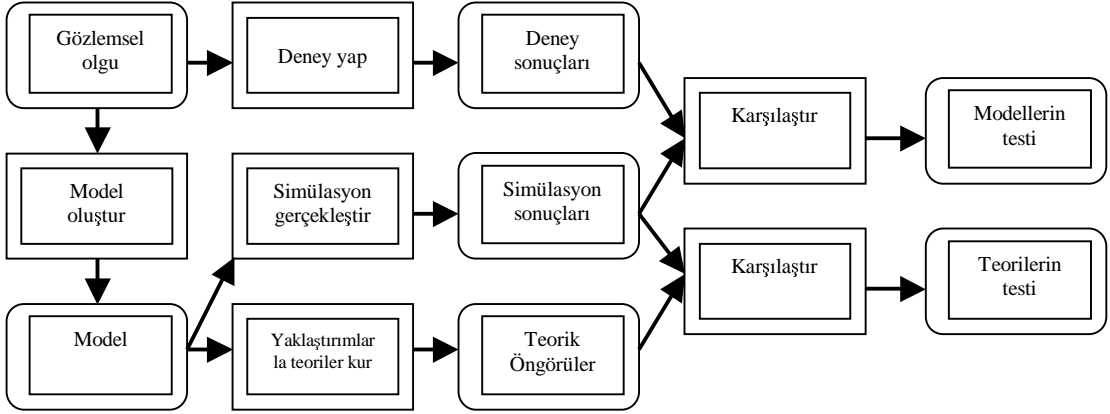 Gözlemsel
olgu
Deney yap
Deney
sonuçları
Karşılaştır
Modellerin
testi
Model
oluştur
Simülasyon
gerçekleştir
Simülasyon
sonuçları
Karşılaştır
Teorilerin
testi
Model
Yaklaştırımlar
la teoriler kur
Teorik
Öngörüler